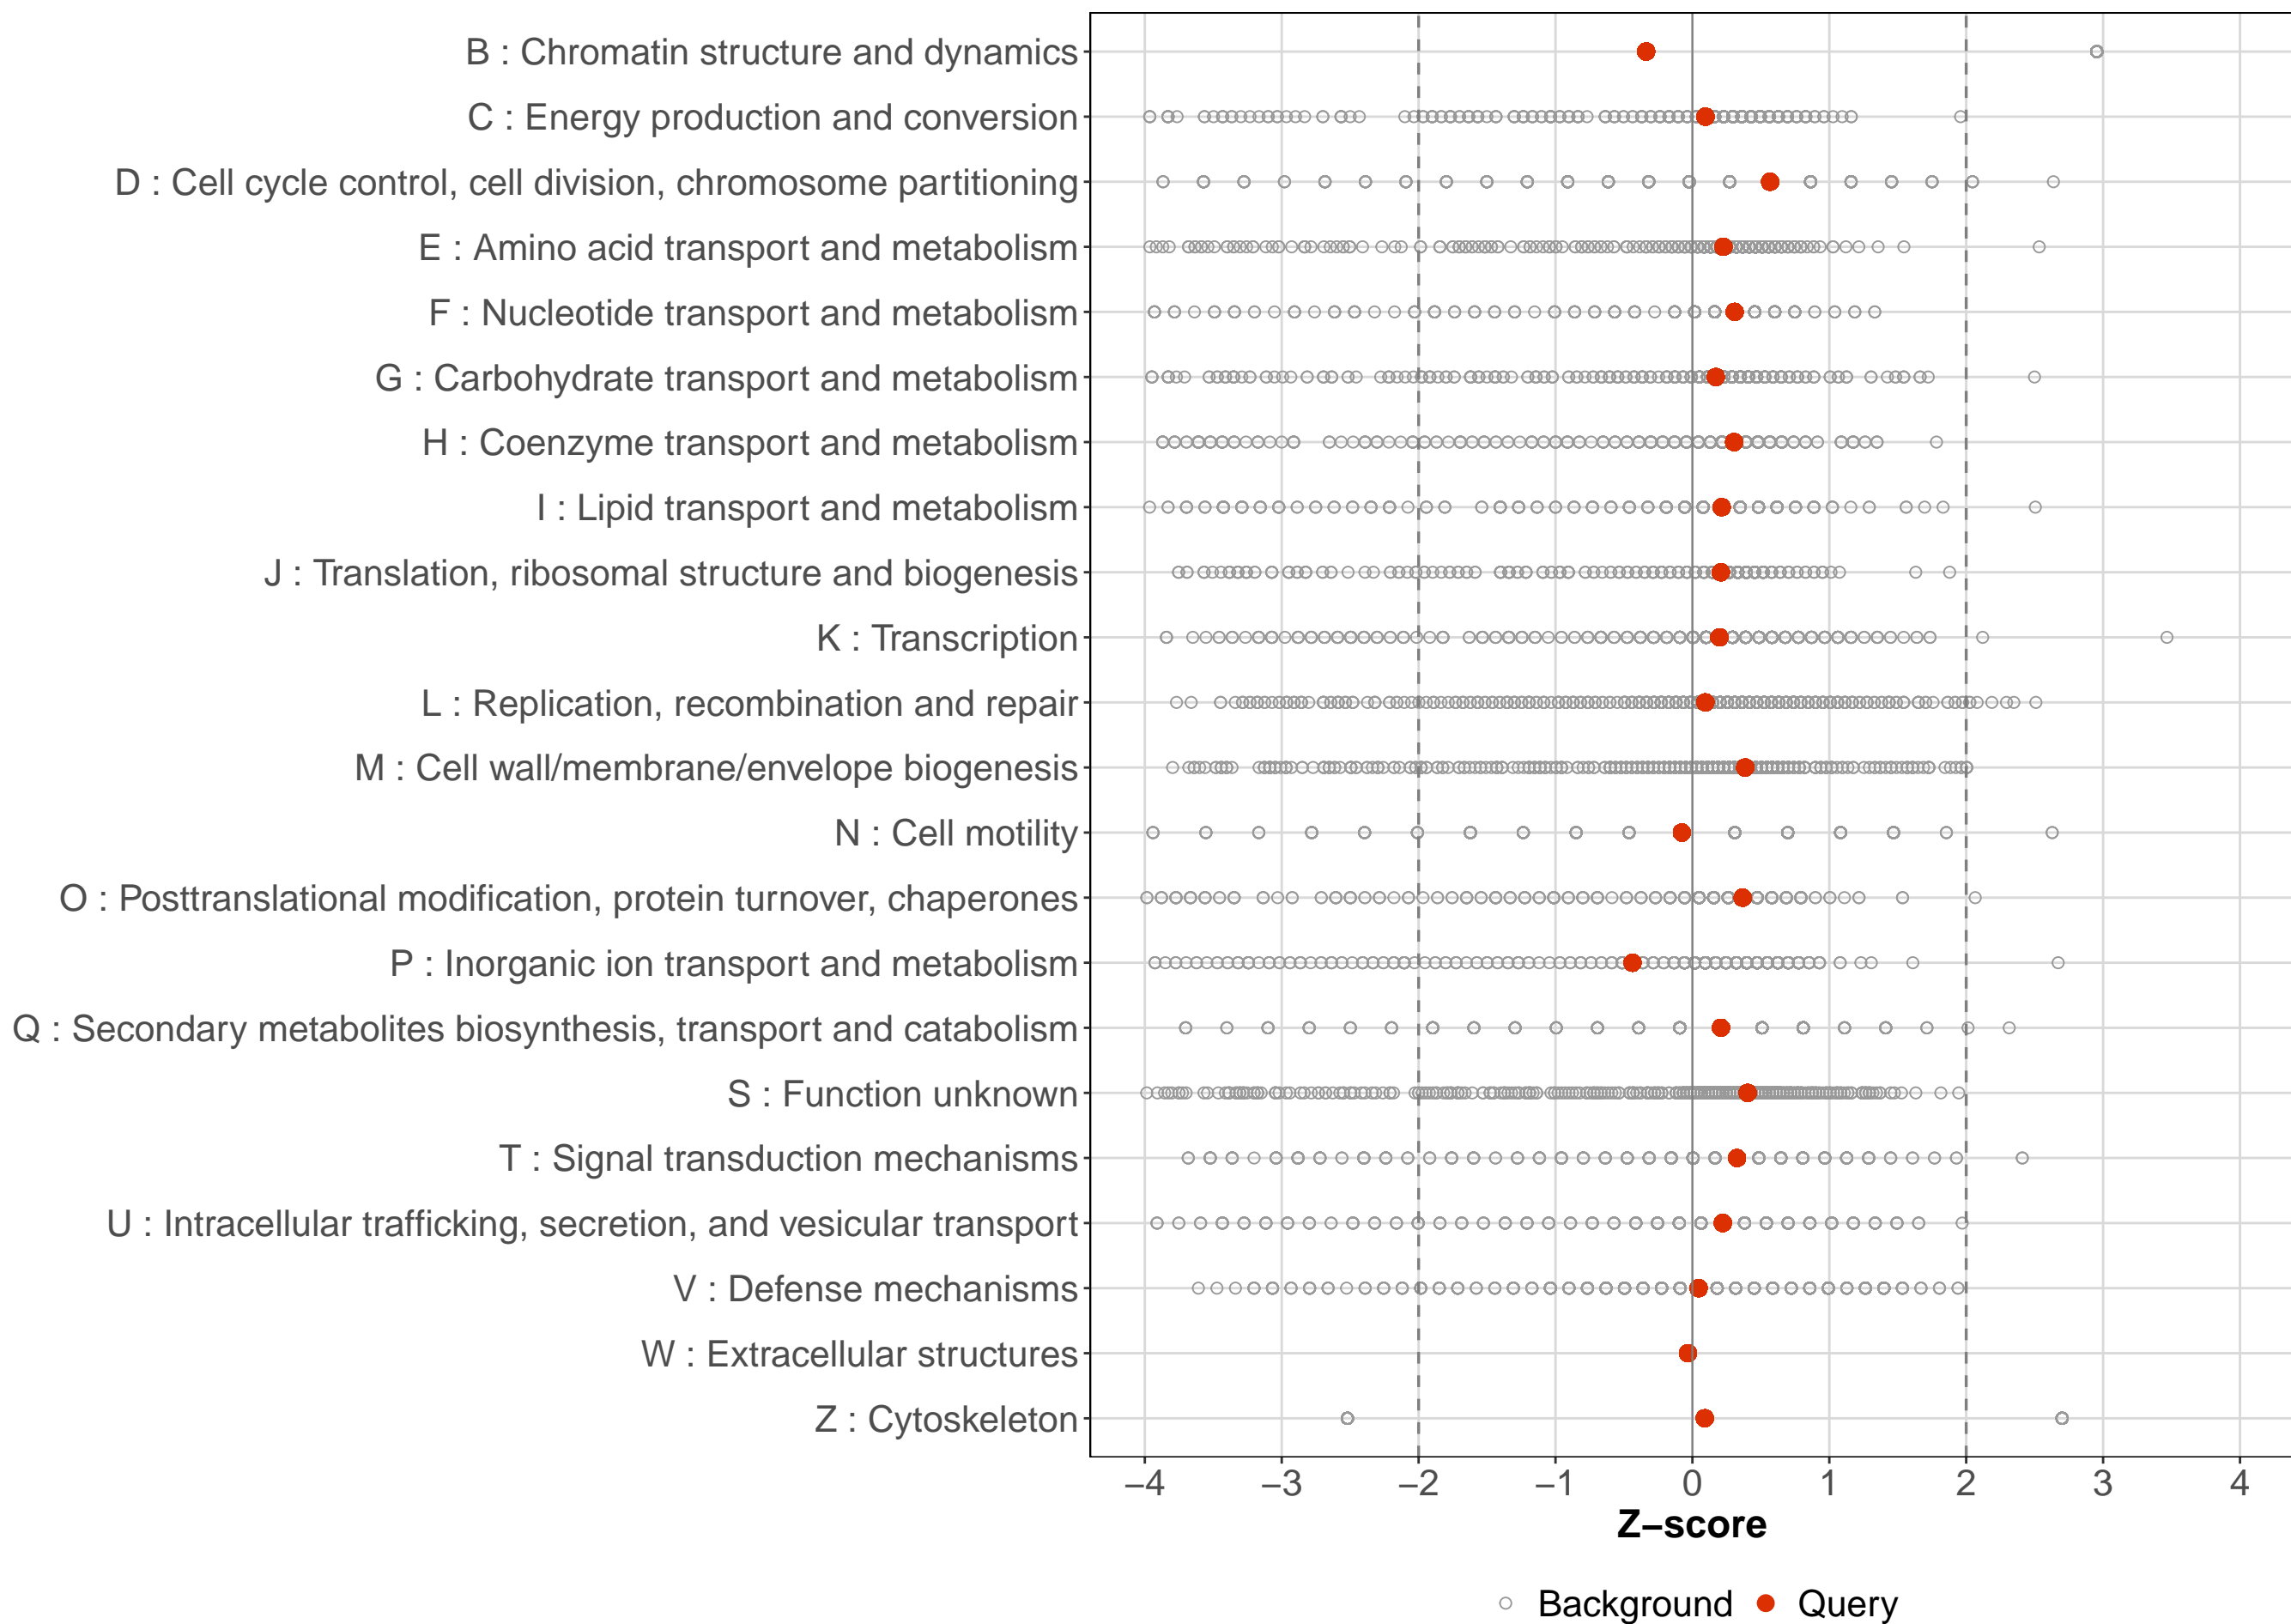 B : Chromatin structure and dynamics
C : Energy production and conversion
D : Cell cycle control, cell division, chromosome partitioning
E : Amino acid transport and metabolism
F : Nucleotide transport and metabolism
G : Carbohydrate transport and metabolism
H : Coenzyme transport and metabolism
I : Lipid transport and metabolism
J : Translation, ribosomal structure and biogenesis
K : Transcription
L : Replication, recombination and repair
M : Cell wall/membrane/envelope biogenesis
N : Cell motility
O : Posttranslational modification, protein turnover, chaperones
P : Inorganic ion transport and metabolism
Q : Secondary metabolites biosynthesis, transport and catabolism
S : Function unknown
T : Signal transduction mechanisms
U : Intracellular trafficking, secretion, and vesicular transport
V : Defense mechanisms
W : Extracellular structures
Z : Cytoskeleton
−4 −3 −2 −1 0 1 2 3 4
Z−score
Background Query